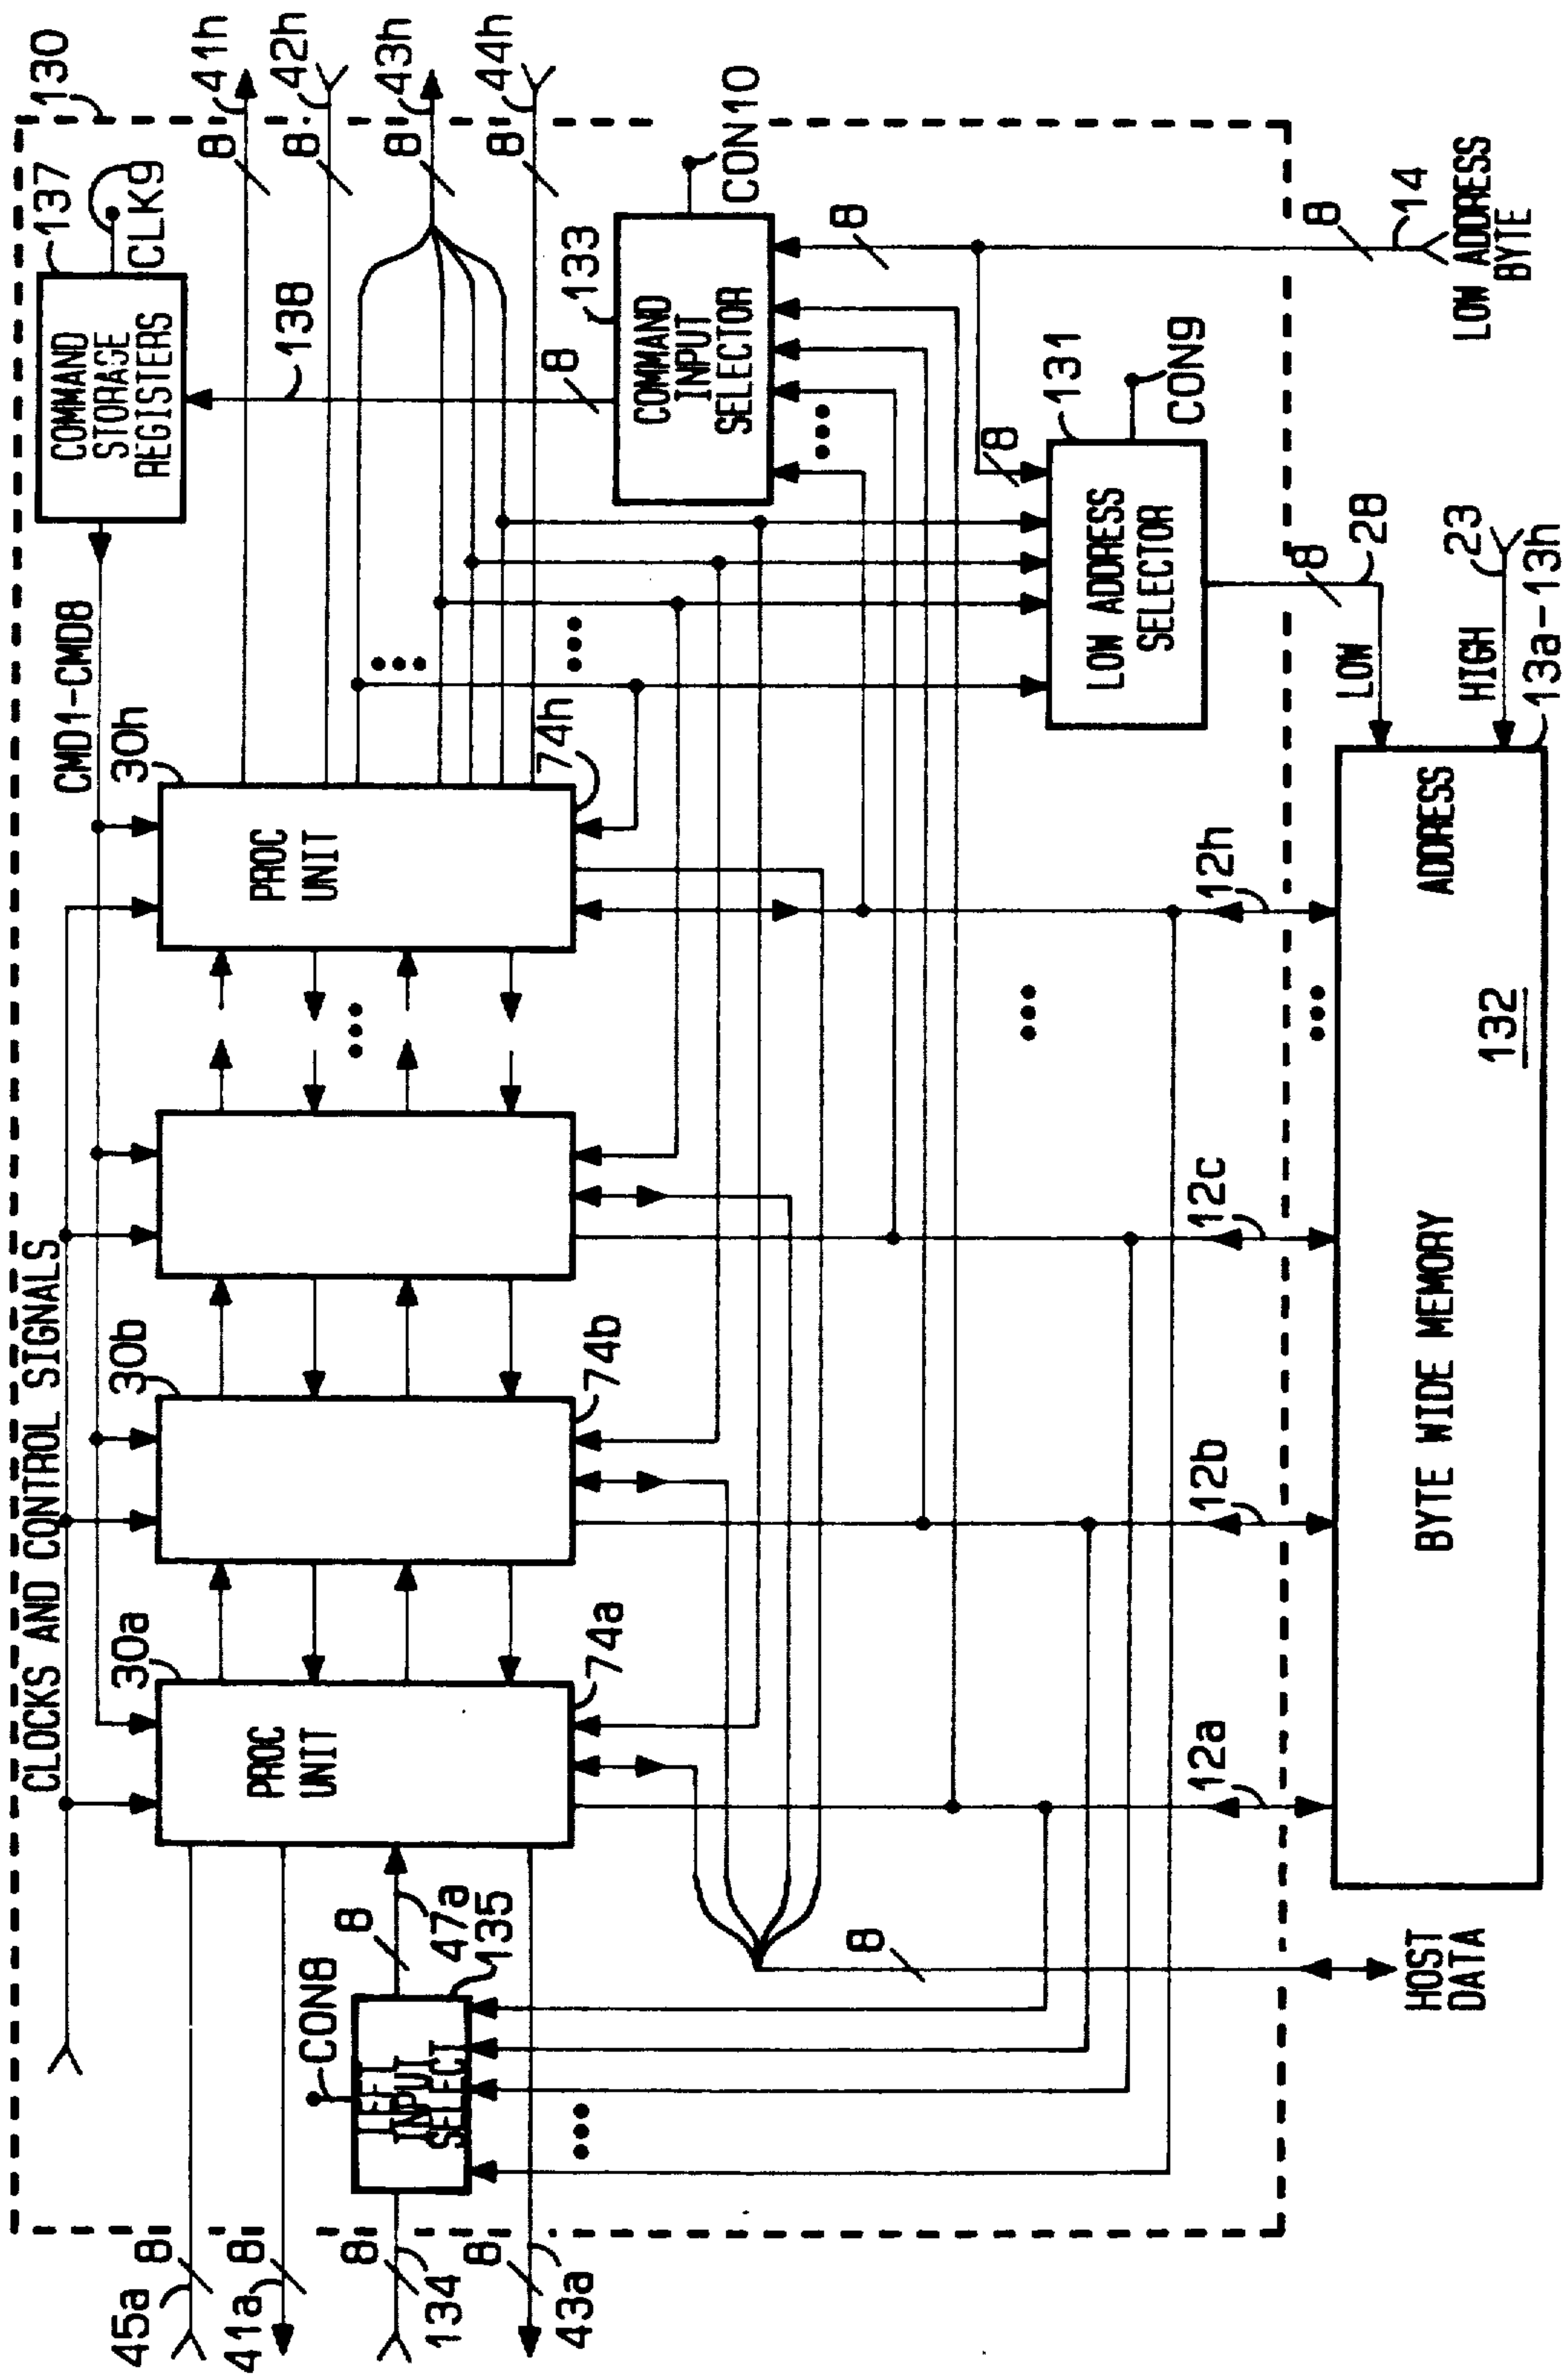 130
137
COMMAND
STORASE
REGISTERS
CLK9
CLOCKS AND CONTROL SIGNALS
CMD1-CMD8
138
45a
8
41a
8
CON8
LEFT
INPUT
SELECT
8
134
8
47a
135
8
43a
30a
PROC
UNIT
74a
30b
74b
30h
PROC
UNIT
74h
8
41h
8
42h
8
43h
8
44h
8
133
COMMAND
INPUT
SELECTOR
CON10
8
8
131
LOW ADDRESS
SELECTOR
CON9
8
14
LOW ADDRESS
BYTE
8
HOST
DATA
12a
12b
12c
12h
8
28
LOW
HIGH
23
13a-13h
ADDRESS
BYTE WIDE MEMORY
132